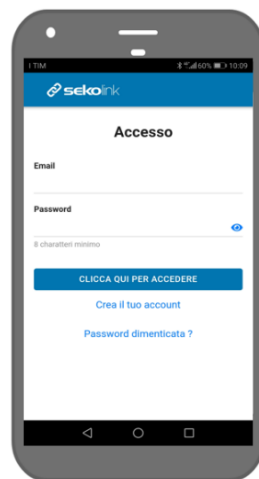 I TIM 60% 10:09
sekolink
Accesso
Email
Password
8 charatteri minimo
CLICCA QUI PER ACCEDERE
Crea il tuo account
Password dimenticata ?